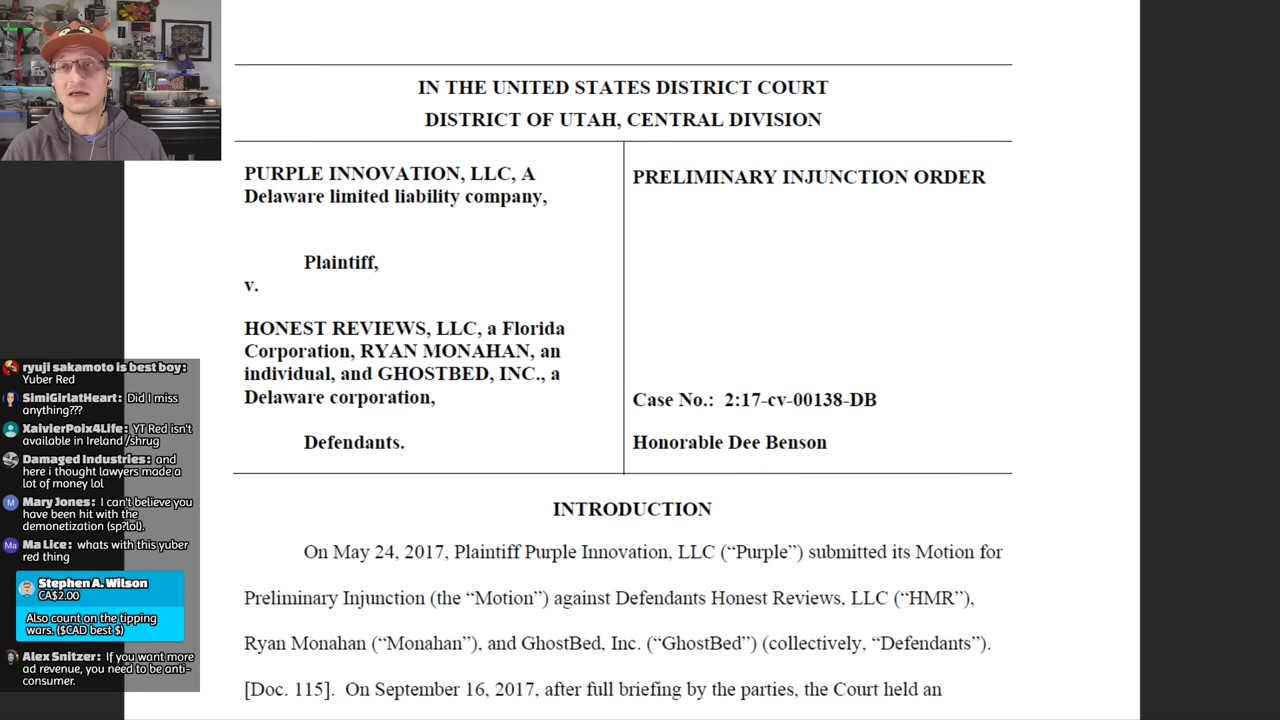 IN THE UNITED STATES DISTRICT COURT
DISTRICT OF UTAH, CENTRAL DIVISION
PURPLE INNOVATION, LLC, A
Delaware limited liability company,
Plaintiff,
v.
HONEST REVIEWS, LLC, a Florida
Corporation, RYAN MONAHAN, an
individual, and GHOSTBED, INC., a
Delaware corporation,
Defendants.
PRELIMINARY INJUNCTION ORDER
Case No.: 2:17-cv-00138-DB
Honorable Dee Benson
INTRODUCTION
On May 24, 2017, Plaintiff Purple Innovation, LLC (“Purple”) submitted its Motion for
Preliminary Injunction (the “Motion”) against Defendants Honest Reviews, LLC (“HMR”),
Ryan Monahan (“Monahan”), and GhostBed, Inc. (“GhostBed”) (collectively, “Defendants”).
[Doc. 115]. On September 16, 2017, after full briefing by the parties, the Court held an
ryuji sakamoto is best boy:
Yuber Red
SimiGirlatHeart: Did I miss
anything???
XaivierPoix4Life: YT Red isn't
available in Ireland /shrug
Damaged Industries: and
here i thought lawyers made a
lot of money lol
M
Mary Jones: I can't believe you
have been hit with the
demonetization (sp?lol).
Ma
Ma Lice: whats with this yuber
red thing
Stephen A. Wilson
CA$2.00
Also count on the tipping
wars. ($CAD best $)
Alex Snitzer: If you want more
ad revenue, you need to be anti-
consumer.